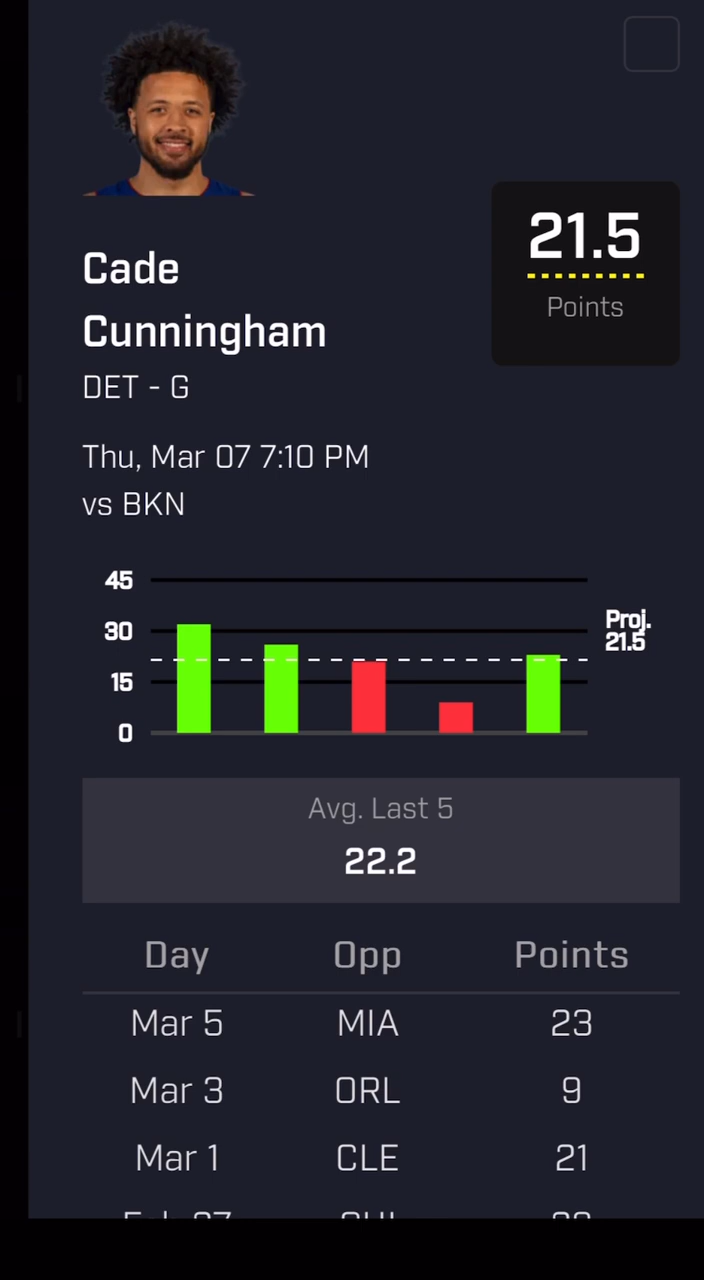 21.5
Points
Cade
Cunningham
DET - G
Thu, Mar 07 7:10 PM
vs BKN
45
30
15
0
Proj.
21.5
Avg. Last 5
22.2
Day Opp Points
Mar 5 MIA 23
Mar 3 ORL 9
Mar 1 CLE 21